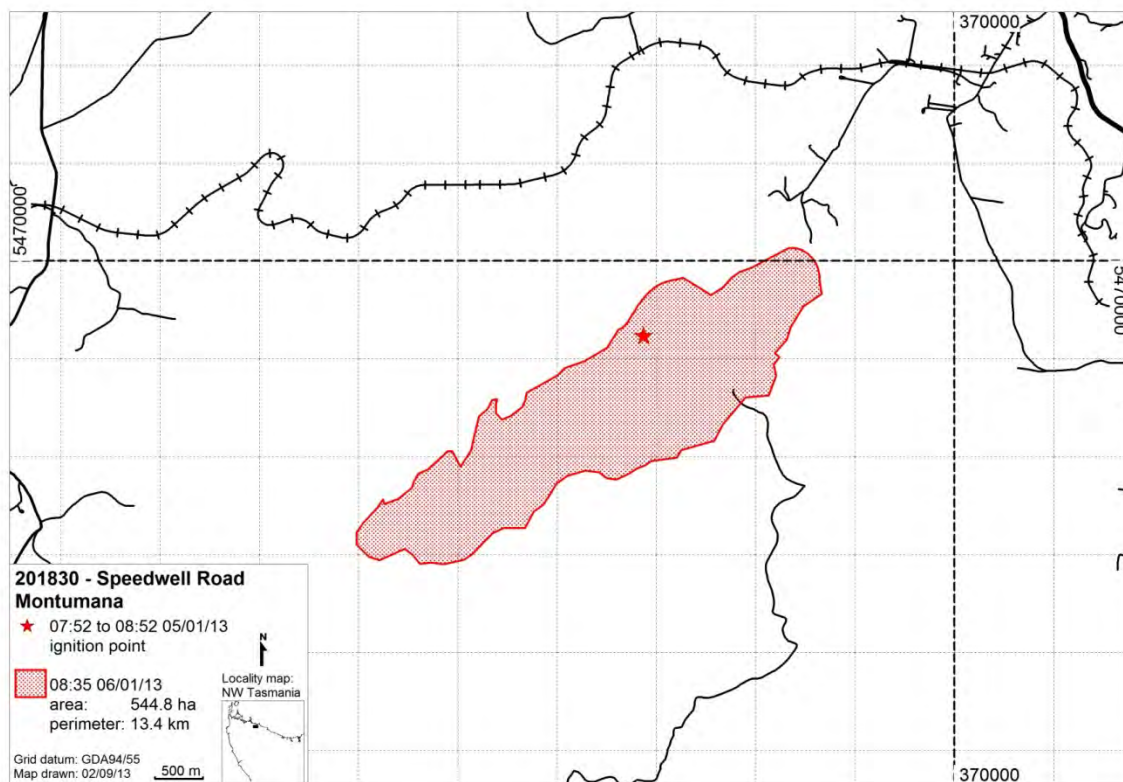 370000
5470000
5470000
201830 - Speedwell Road
Montumana
07:52 to 08:52 05/01/13
ignition point
N
Locality map:
NW Tasmania
08:35 06/01/13
area: 544.8 ha
perimeter: 13.4 km
Grid datum: GDA94/55
Map drawn: 02/09/13
500 m
370000